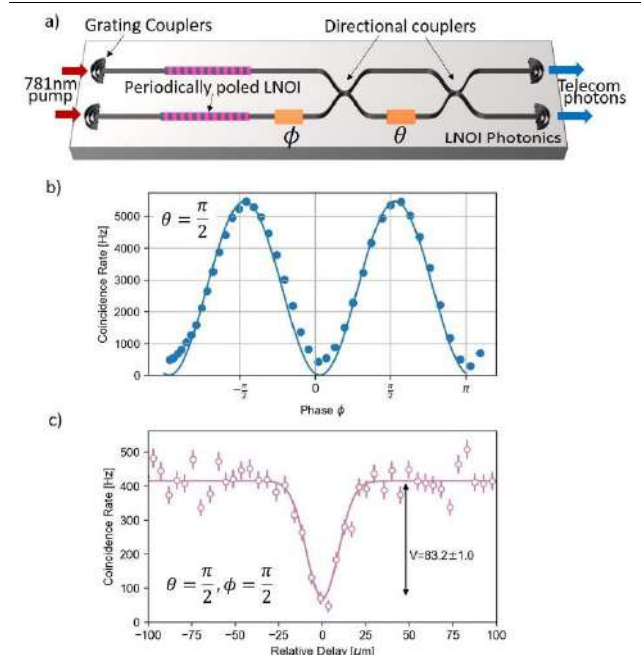 a)
Grating Couplers
Directional couplers
781nm
pump
Periodically poled LNOI
ϕ
θ
Telecom
photons
LNOI Photonics
b)
θ = π/2
Coincidence Rate [Hz]
5000
4000
3000
2000
1000
0
−π/2
0
π/2
π
Phase ϕ
c)
Coincidence Rate [Hz]
500
400
300
200
100
0
V=83.2±1.0
θ = π/2, ϕ = π/2
−100
−75
−50
−25
0
25
50
75
100
Relative Delay [μm]